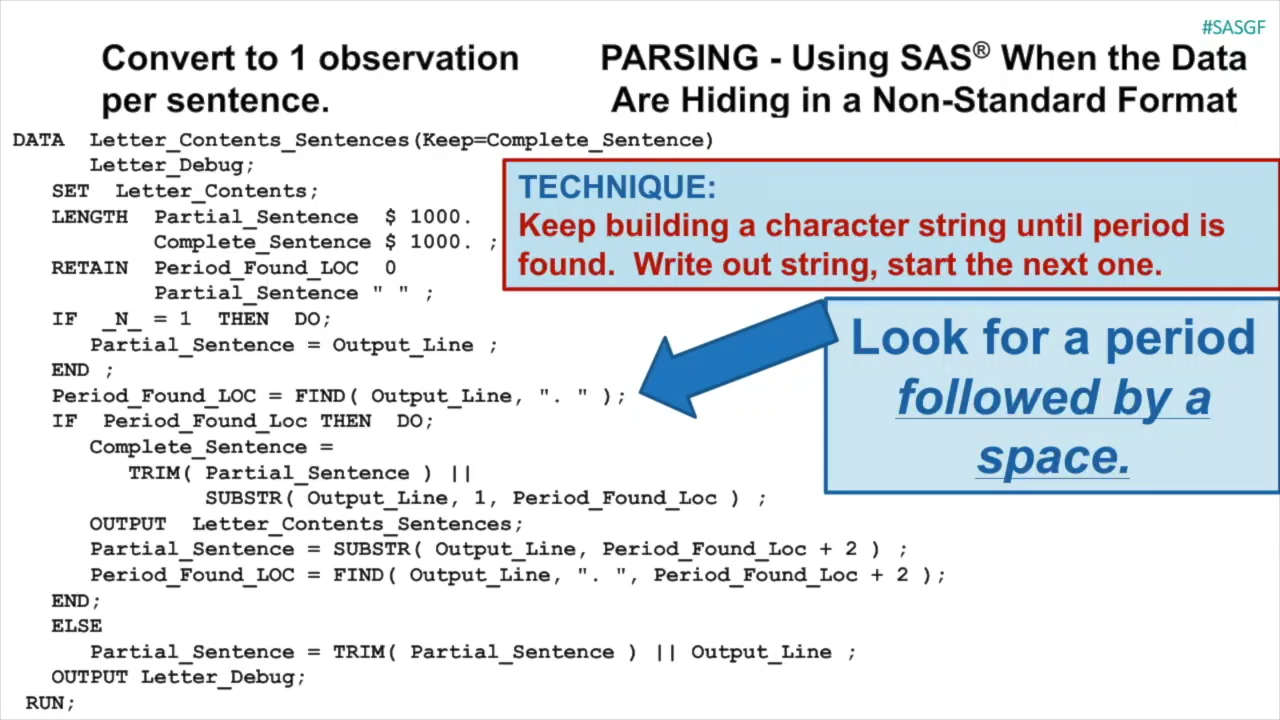 #SASGF
Convert to 1 observation
per sentence.
PARSING - Using SAS® When the Data
Are Hiding in a Non-Standard Format
DATA  Letter_Contents_Sentences(Keep=Complete_Sentence)
      Letter_Debug;
   SET  Letter_Contents;
   LENGTH  Partial_Sentence  $ 1000.
           Complete_Sentence $ 1000. ;
   RETAIN  Period_Found_LOC  0
           Partial_Sentence " " ;
   IF  _N_ = 1  THEN  DO;
      Partial_Sentence = Output_Line ;
   END ;
   Period_Found_LOC = FIND( Output_Line, ". " );
   IF  Period_Found_Loc THEN  DO;
      Complete_Sentence =
         TRIM( Partial_Sentence ) ||
               SUBSTR( Output_Line, 1, Period_Found_Loc ) ;
      OUTPUT  Letter_Contents_Sentences;
      Partial_Sentence = SUBSTR( Output_Line, Period_Found_Loc + 2 ) ;
      Period_Found_LOC = FIND( Output_Line, ". ", Period_Found_Loc + 2 );
   END;
   ELSE
      Partial_Sentence = TRIM( Partial_Sentence ) || Output_Line ;
   OUTPUT Letter_Debug;
 RUN;
TECHNIQUE:
Keep building a character string until period is
found.  Write out string, start the next one.
Look for a period
followed by a
space.